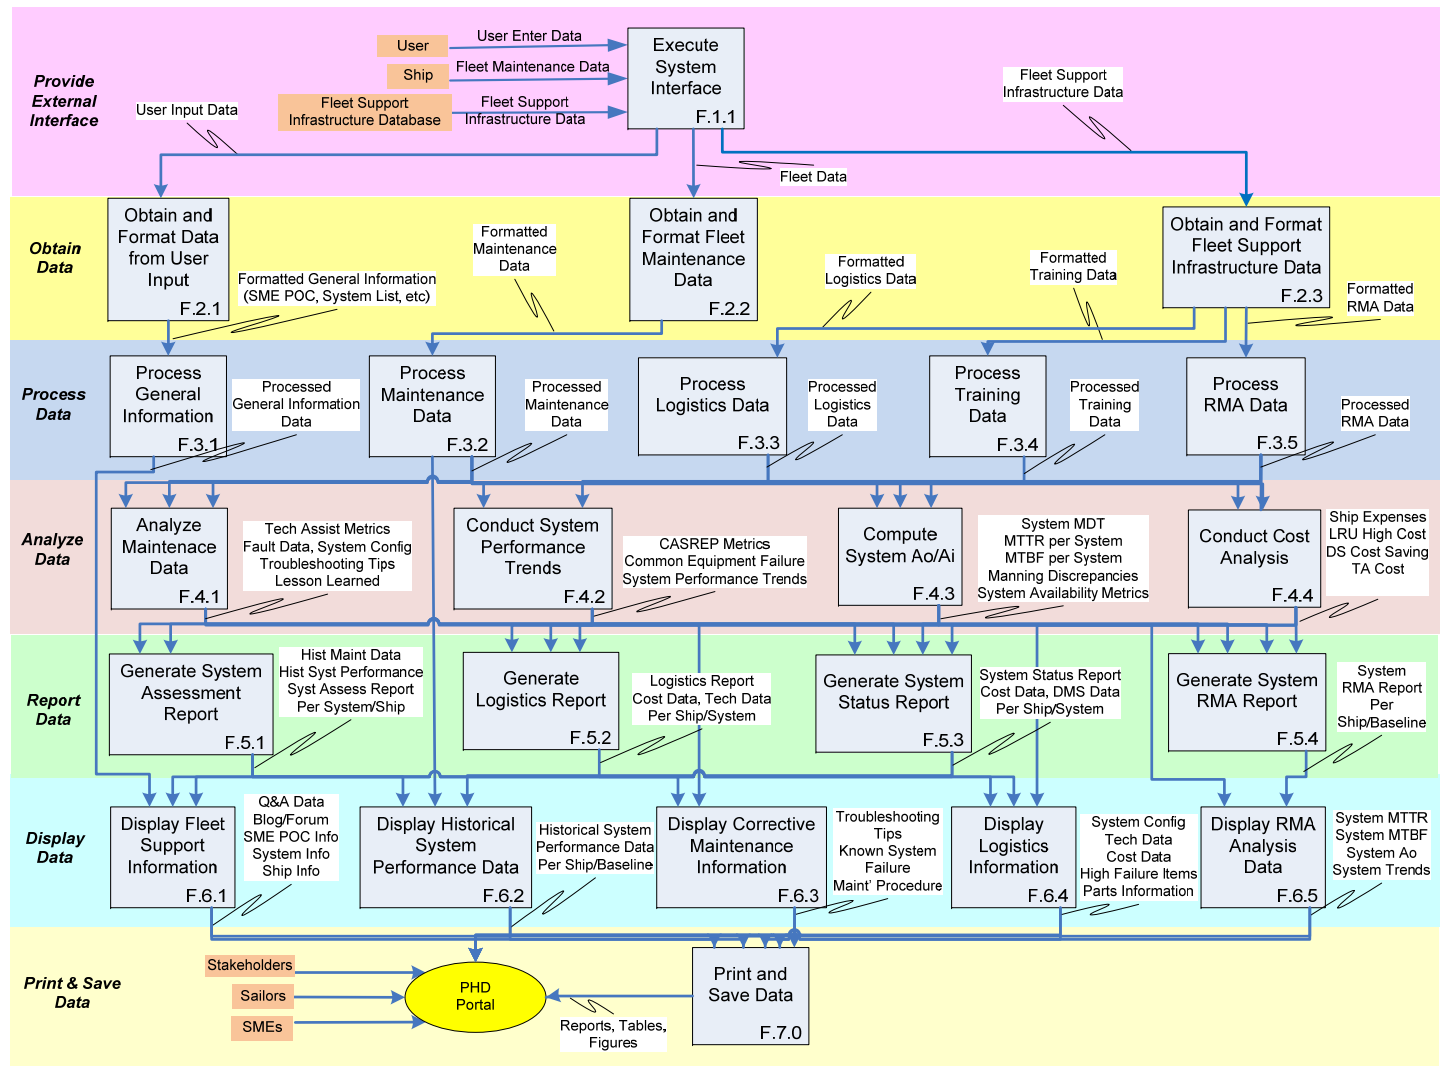 Provide
External
Interface
User
Ship
Fleet Support
Infrastructure Database
User Enter Data
Fleet Maintenance Data
Fleet Support
Infrastructure Data
Execute
System
Interface
F.1.1
User Input Data
Fleet Data
Fleet Support
Infrastructure Data
Obtain
Data
Obtain and
Format Data
from User
Input
F.2.1
Formatted General Information
(SME POC, System List, etc)
Formatted
Maintenance
Data
Obtain and
Format Fleet
Maintenance
Data
F.2.2
Formatted
Logistics Data
Formatted
Training Data
Obtain and Format
Fleet Support
Infrastructure Data
F.2.3
Formatted
RMA Data
Process
Data
Process
General
Information
F.3.1
Processed
General Information
Data
Process
Maintenance
Data
F.3.2
Processed
Maintenance
Data
Process
Logistics Data
F.3.3
Processed
Logistics
Data
Process
Training
Data
F.3.4
Processed
Training
Data
Process
RMA Data
F.3.5
Processed
RMA Data
Analyze
Data
Analyze
Maintenace
Data
F.4.1
Tech Assist Metrics
Fault Data, System Config
Troubleshooting Tips
Lesson Learned
Conduct System
Performance
Trends
F.4.2
CASREP Metrics
Common Equipment Failure
System Performance Trends
Compute
System Ao/Ai
F.4.3
System MDT
MTTR per System
MTBF per System
Manning Discrepancies
System Availability Metrics
Conduct Cost
Analysis
F.4.4
Ship Expenses
LRU High Cost
DS Cost Saving
TA Cost
Report
Data
Generate System
Assessment
Report
F.5.1
Hist Maint Data
Hist Syst Performance
Syst Assess Report
Per System/Ship
Generate
Logistics Report
F.5.2
Logistics Report
Cost Data, Tech Data
Per Ship/System
Generate System
Status Report
F.5.3
System Status Report
Cost Data, DMS Data
Per Ship/System
Generate System
RMA Report
F.5.4
System
RMA Report
Per
Ship/Baseline
Display
Data
Display Fleet
Support
Information
F.6.1
Q&A Data
Blog/Forum
SME POC Info
System Info
Ship Info
Display Historical
System
Performance Data
F.6.2
Historical System
Performance Data
Per Ship/Baseline
Display Corrective
Maintenance
Information
F.6.3
Troubleshooting
Tips
Known System
Failure
Maint' Procedure
Display
Logistics
Information
F.6.4
System Config
Tech Data
Cost Data
High Failure Items
Parts Information
Display RMA
Analysis
Data
F.6.5
System MTTR
System MTBF
System Ao
System Trends
Print & Save
Data
Stakeholders
Sailors
SMEs
PHD
Portal
Reports, Tables,
Figures
Print and
Save Data
F.7.0